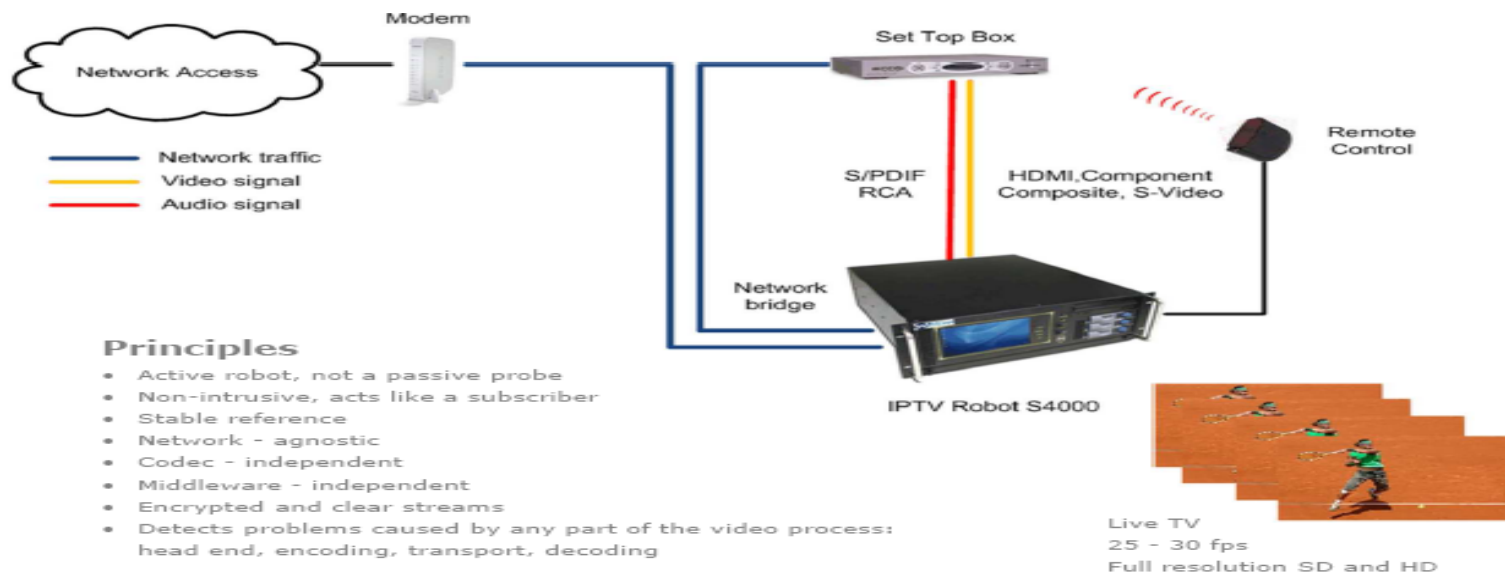 Modem
Set Top Box
Network Access
Remote
Control
Network traffic
Video signal
Audio signal
S/PDIF
RCA
HDMI,Component
Composite, S-Video
Network
bridge
IPTV Robot S4000
Principles
• Active robot, not a passive probe
• Non-intrusive, acts like a subscriber
• Stable reference
• Network - agnostic
• Codec - independent
• Middleware - independent
• Encrypted and clear streams
• Detects problems caused by any part of the video process:
head end, encoding, transport, decoding
Live TV
25 - 30 fps
Full resolution SD and HD